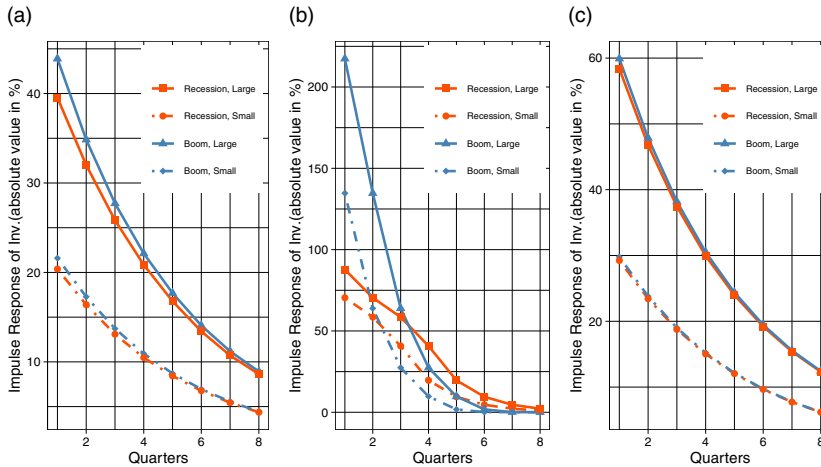 (a)
Impulse Response of Inv.(absolute value in %)
40
30
20
10
2
4
6
8
Quarters
Recession, Large
Recession, Small
Boom, Large
Boom, Small
(b)
Impulse Response of Inv.(absolute value in %)
200
150
100
50
0
2
4
6
8
Quarters
Recession, Large
Recession, Small
Boom, Large
Boom, Small
(c)
Impulse Response of Inv.(absolute value in %)
60
40
20
2
4
6
8
Quarters
Recession, Large
Recession, Small
Boom, Large
Boom, Small